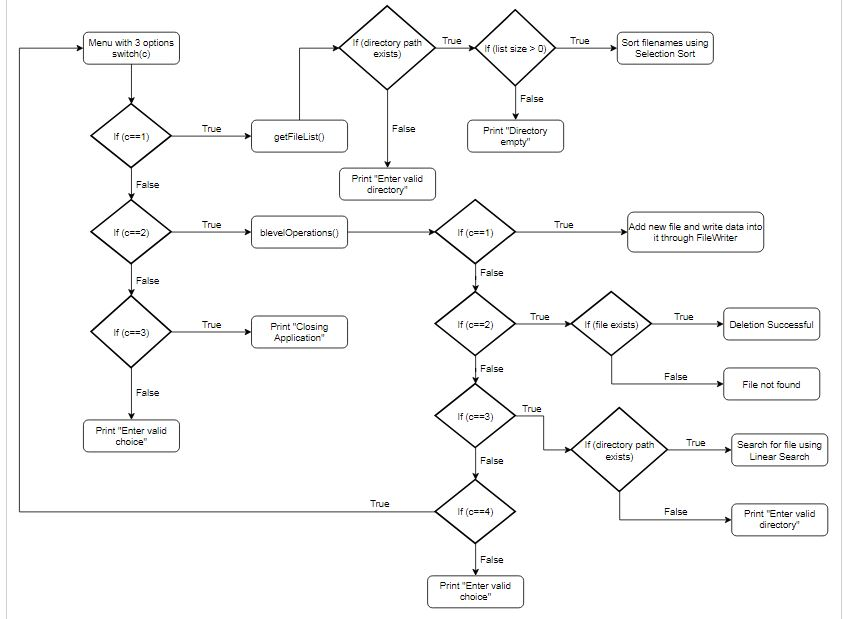 Menu with 3 options
switch(c)
If (directory path
exists)
True
If (list size > 0)
True
Sort filenames using
Selection Sort
False
False
Print "Directory
empty"
Print "Enter valid
directory"
If (c==1)
True
getFileList()
False
If (c==2)
True
blevelOperations()
If (c==1)
True
Add new file and write data into
it through FileWriter
False
False
If (c==3)
True
Print "Closing
Application"
If (c==2)
True
If (file exists)
True
Deletion Successful
False
File not found
False
False
Print "Enter valid
choice"
If (c==3)
True
If (directory path
exists)
True
Search for file using
Linear Search
False
Print "Enter valid
directory"
False
True
If (c==4)
False
Print "Enter valid
choice"